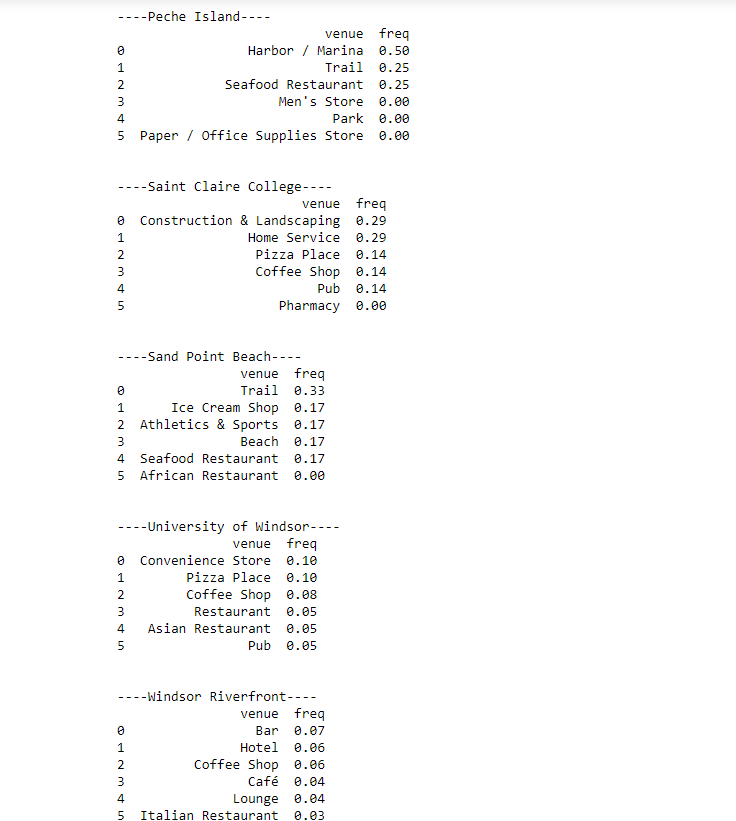 ----Peche Island----
venue freq
0 Harbor / Marina 0.50
1 Trail 0.25
2 Seafood Restaurant 0.25
3 Men's Store 0.00
4 Park 0.00
5 Paper / Office Supplies Store 0.00
----Saint Claire College----
venue freq
0 Construction & Landscaping 0.29
1 Home Service 0.29
2 Pizza Place 0.14
3 Coffee Shop 0.14
4 Pub 0.14
5 Pharmacy 0.00
----Sand Point Beach----
venue freq
0 Trail 0.33
1 Ice Cream Shop 0.17
2 Athletics & Sports 0.17
3 Beach 0.17
4 Seafood Restaurant 0.17
5 African Restaurant 0.00
----University of Windsor----
venue freq
0 Convenience Store 0.10
1 Pizza Place 0.10
2 Coffee Shop 0.08
3 Restaurant 0.05
4 Asian Restaurant 0.05
5 Pub 0.05
----Windsor Riverfront----
venue freq
0 Bar 0.07
1 Hotel 0.06
2 Coffee Shop 0.06
3 Café 0.04
4 Lounge 0.04
5 Italian Restaurant 0.03